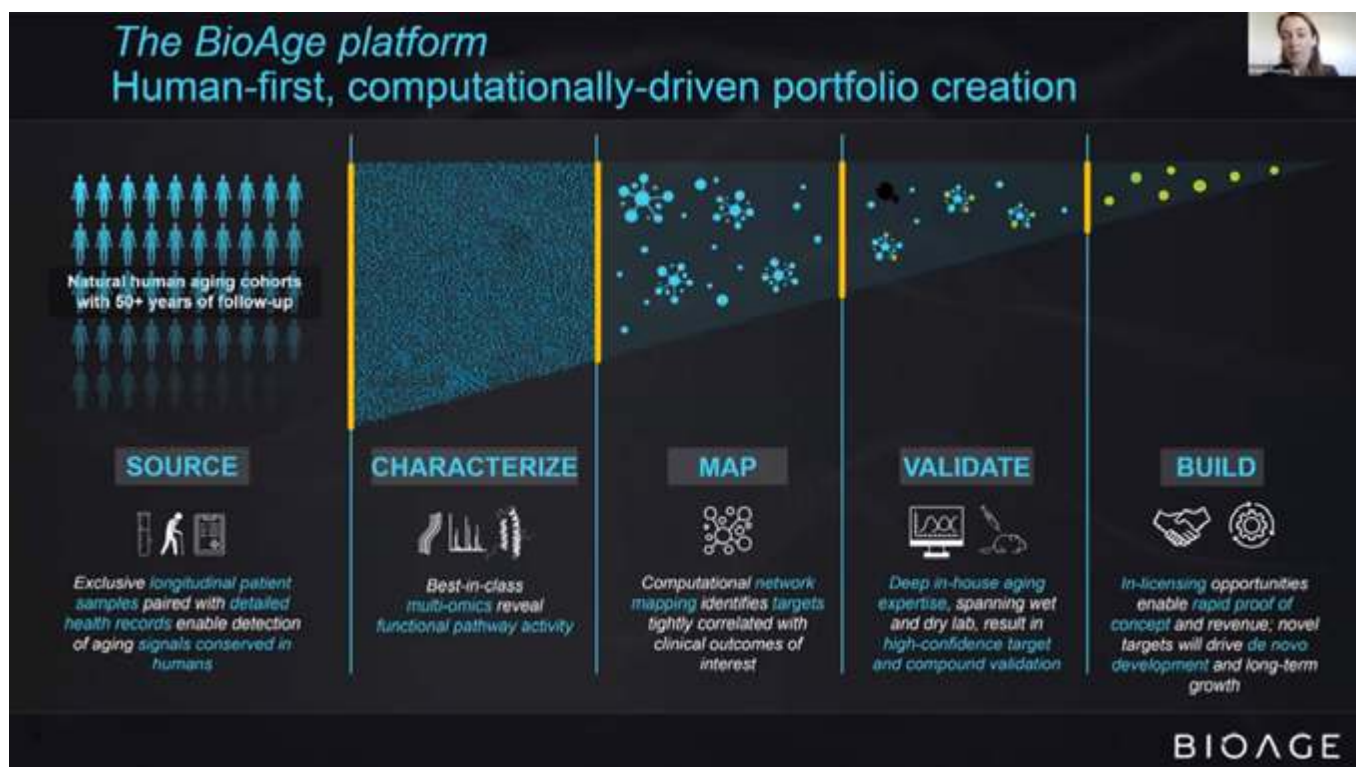 The BioAge platform
Human-first, computationally-driven portfolio creation
Natural human aging cohorts
with 50+ years of follow-up
SOURCE
Exclusive longitudinal patient
samples paired with detailed
health records enable detection
of aging signals conserved in
humans
CHARACTERIZE
Best-in-class
multi-omics reveal
functional pathway activity
MAP
Computational network
mapping identifies targets
tightly correlated with
clinical outcomes of
interest
VALIDATE
Deep in-house aging
expertise, spanning wet
and dry lab, result in
high-confidence target
and compound validation
BUILD
In-licensing opportunities
enable rapid proof of
concept and revenue; novel
targets will drive de novo
development and long-term
growth
BIOAGE